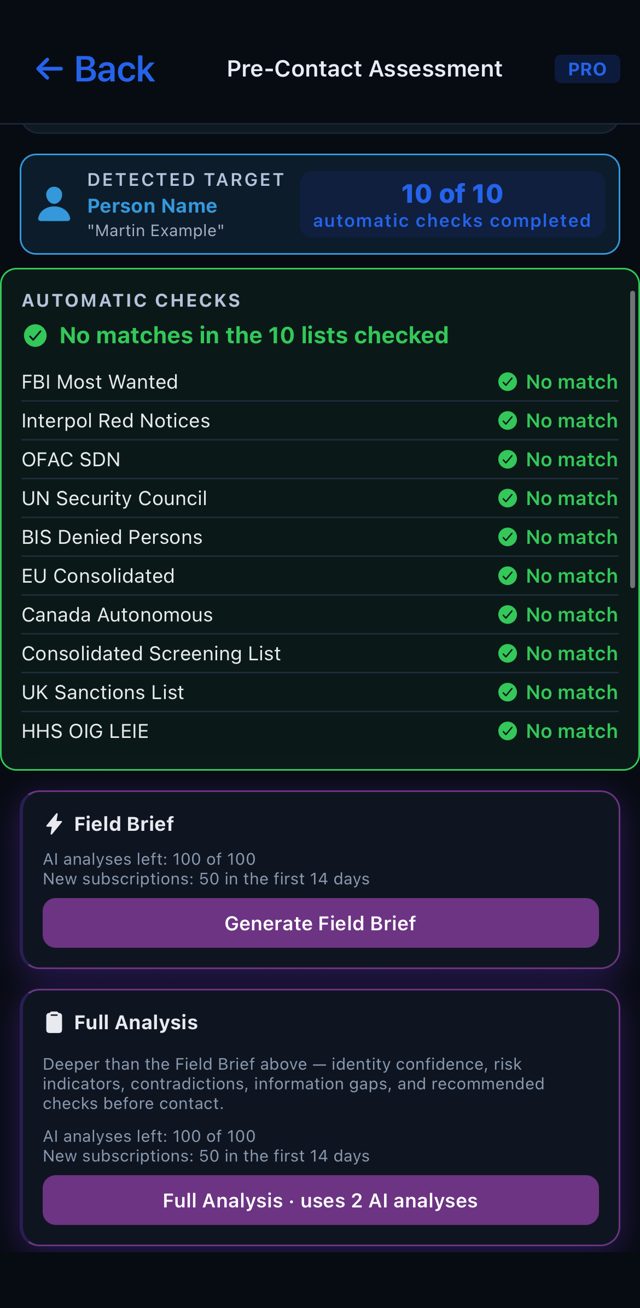 ← Back
Pre-Contact Assessment
PRO
DETECTED TARGET
Person Name
"Martin Example"
10 of 10
automatic checks completed
AUTOMATIC CHECKS
No matches in the 10 lists checked
FBI Most Wanted No match
Interpol Red Notices No match
OFAC SDN No match
UN Security Council No match
BIS Denied Persons No match
EU Consolidated No match
Canada Autonomous No match
Consolidated Screening List No match
UK Sanctions List No match
HHS OIG LEIE No match
Field Brief
AI analyses left: 100 of 100
New subscriptions: 50 in the first 14 days
Generate Field Brief
Full Analysis
Deeper than the Field Brief above — identity confidence, risk
indicators, contradictions, information gaps, and recommended
checks before contact.
AI analyses left: 100 of 100
New subscriptions: 50 in the first 14 days
Full Analysis · uses 2 AI analyses